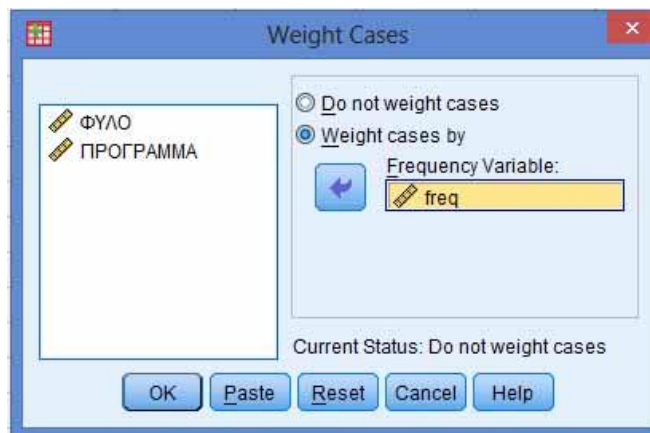 Weight Cases
ΦΥΛΟ
ΠΡΟΓΡΑΜΜΑ
Do not weight cases
Weight cases by
Frequency Variable:
freq
Current Status: Do not weight cases
OK Paste Reset Cancel Help